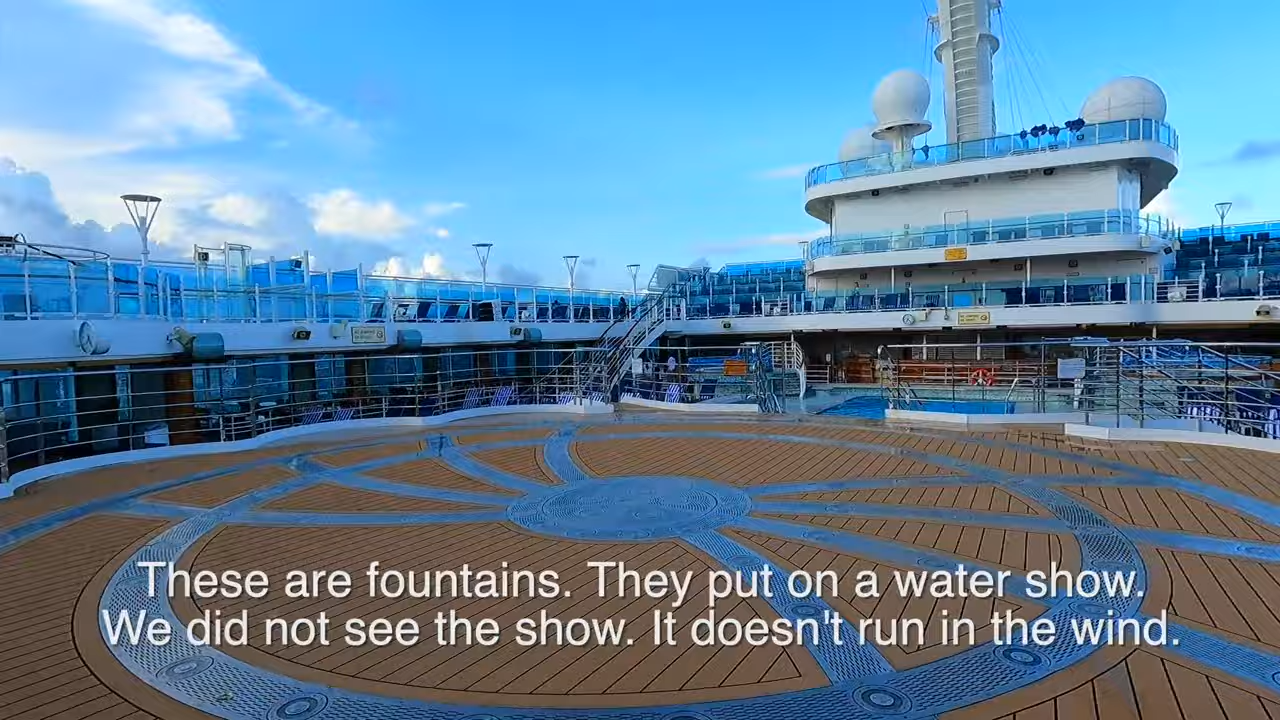 These are fountains. They put on a water show.
We did not see the show. It doesn't run in the wind.